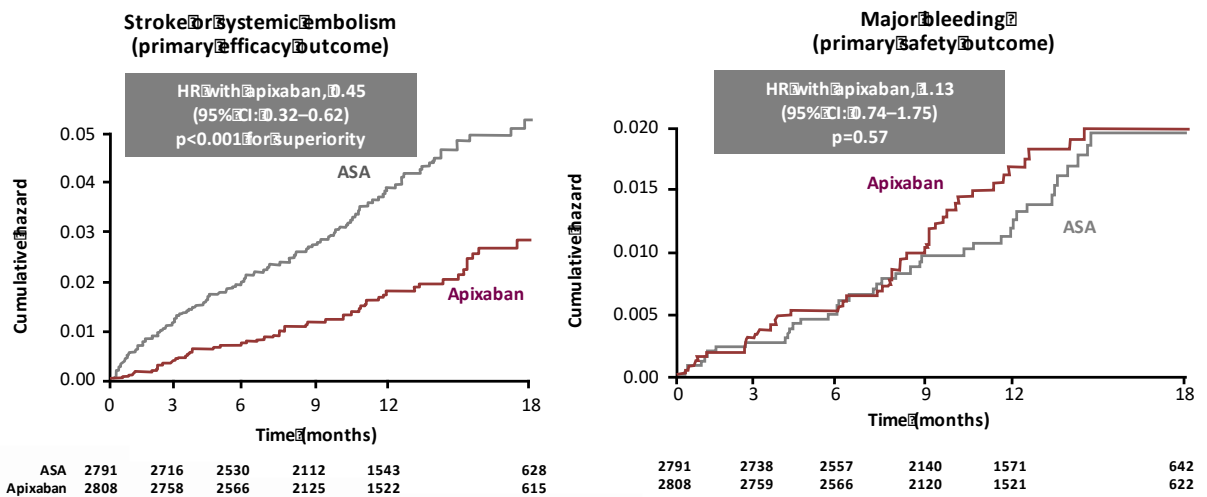 Stroke⍰or⍰systemic⍰embolism
(primary⍰efficacy⍰outcome)
HR⍰with⍰apixaban,⍰0.45
(95%⍰CI:⍰0.32–0.62)
p<0.001⍰for⍰superiority
Cumulative⍰hazard
0.05
0.04
0.03
0.02
0.01
0.00
ASA
Apixaban
0 3 6 9 12 18
Time⍰(months)
ASA 2791 2716 2530 2112 1543 628
Apixaban 2808 2758 2566 2125 1522 615
Major⍰bleeding⍰
(primary⍰safety⍰outcome)
HR⍰with⍰apixaban,⍰1.13
(95%⍰CI:⍰0.74–1.75)
p=0.57
Cumulative⍰hazard
0.020
0.015
0.010
0.005
0.00
Apixaban
ASA
0 3 6 9 12 18
Time⍰(months)
2791 2738 2557 2140 1571 642
2808 2759 2566 2120 1521 622